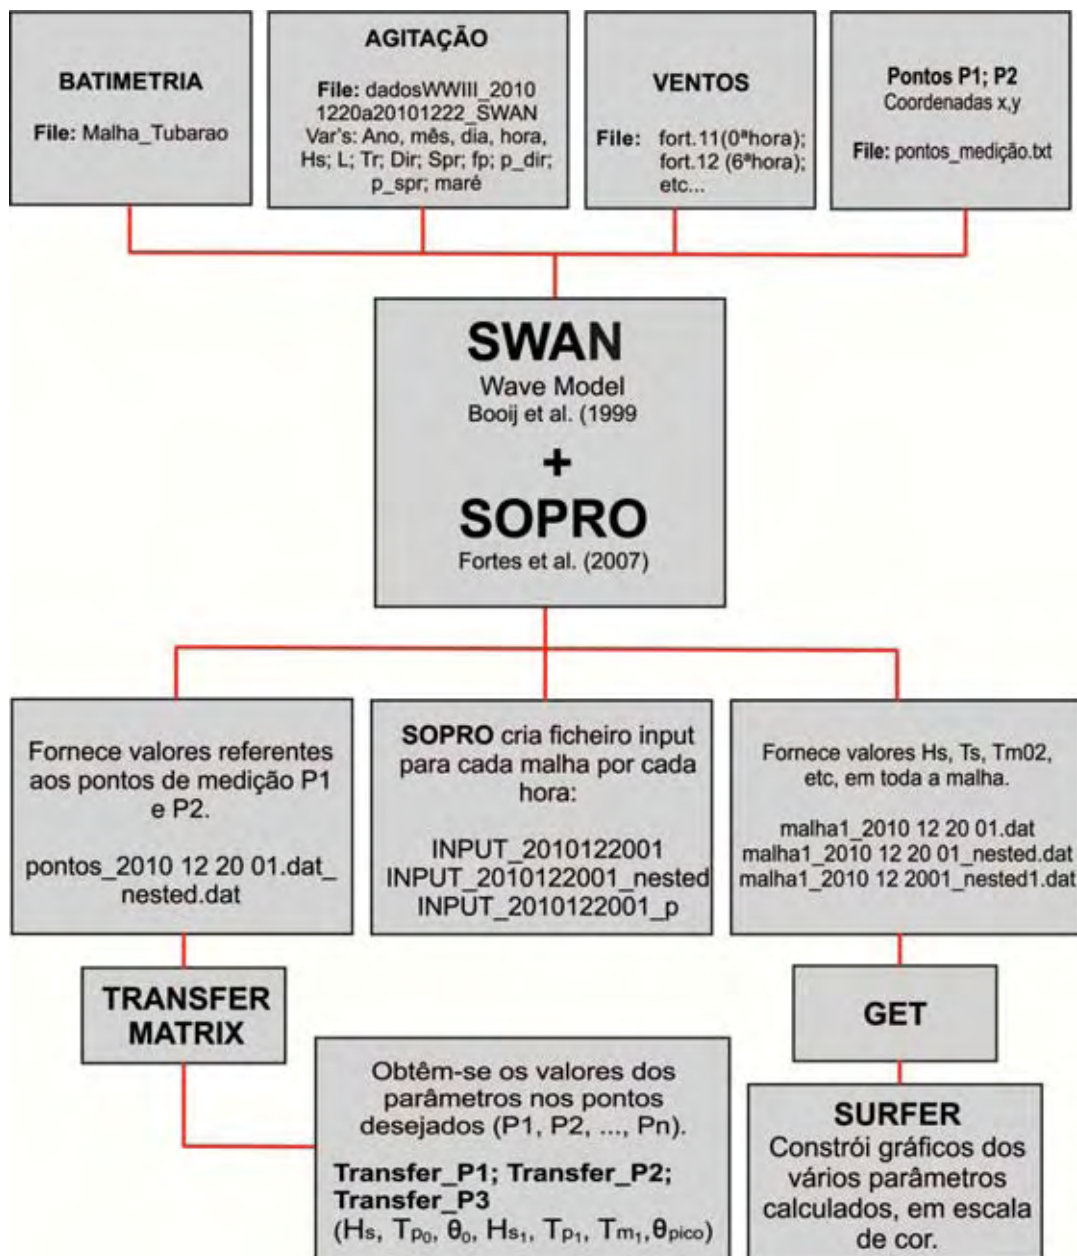 BATIMETRIA
File: Malha_Tubarao
AGITAÇÃO
File: dadosWWIII_2010
1220a20101222_SWAN
Var's: Ano, mês, dia, hora,
Hs; L; Tr; Dir; Spr; fp; p_dir;
p_spr; maré
VENTOS
File: fort.11(0ªhora);
fort.12 (6ªhora);
etc...
Pontos P1; P2
Coordenadas x,y
File: pontos_medição.txt
SWAN
Wave Model
Booij et al. (1999
+
SOPRO
Fortes et al. (2007)
Fornece valores referentes
aos pontos de medição P1
e P2.
pontos_2010 12 20 01.dat_
nested.dat
SOPRO cria ficheiro input
para cada malha por cada
hora:
INPUT_2010122001
INPUT_2010122001_nested
INPUT_2010122001_p
Fornece valores Hs, Ts, Tm02,
etc, em toda a malha.
malha1_2010 12 20 01.dat
malha1_2010 12 20 01_nested.dat
malha1_2010 12 2001_nested1.dat
TRANSFER
MATRIX
GET
Obtêm-se os valores dos
parâmetros nos pontos
desejados (P1, P2, ..., Pn).
Transfer_P1; Transfer_P2;
Transfer_P3
(Hs, Tp₀, θ₀, Hs₁, Tp₁, Tm₁,θpico)
SURFER
Constrói gráficos dos
vários parâmetros
calculados, em escala
de cor.